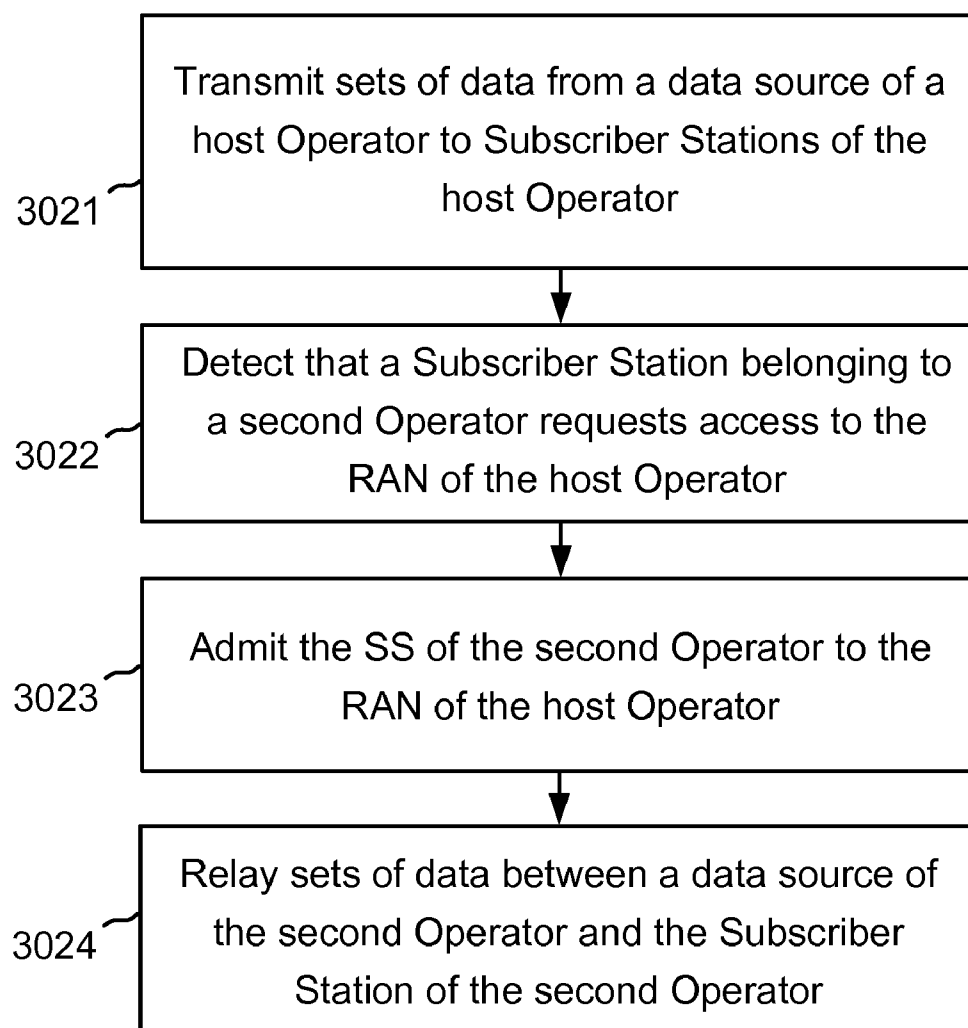 Transmit sets of data from a data source of a
host Operator to Subscriber Stations of the
host Operator
3021
Detect that a Subscriber Station belonging to
a second Operator requests access to the
RAN of the host Operator
3022
Admit the SS of the second Operator to the
RAN of the host Operator
3023
Relay sets of data between a data source of
the second Operator and the Subscriber
Station of the second Operator
3024